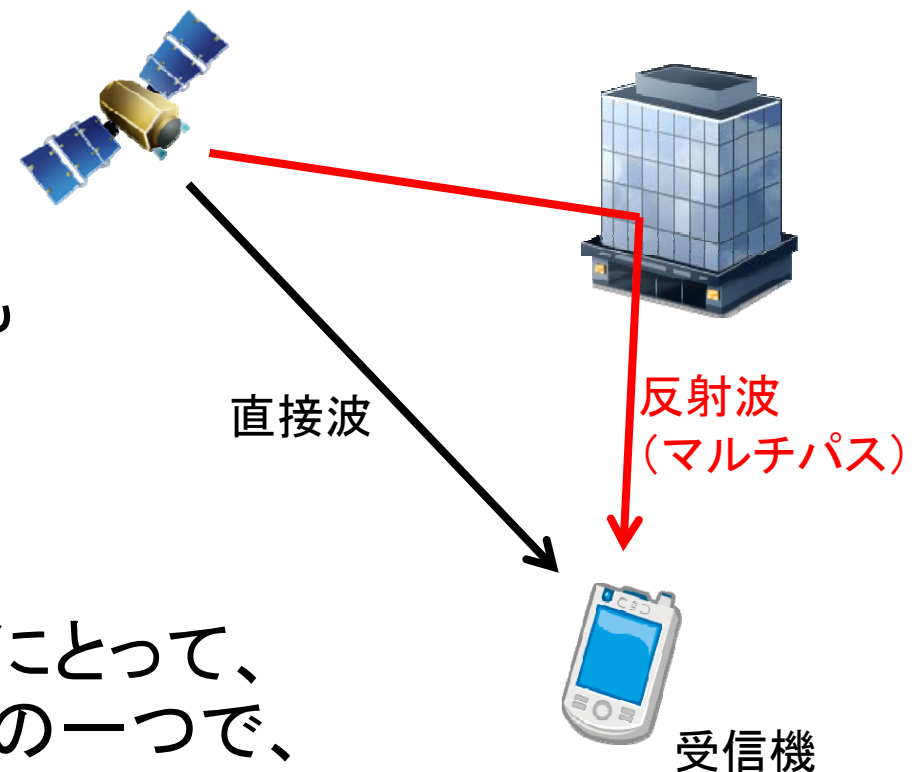 直接波
反射波
（マルチパス）
にとって、
の一つで、
受信機